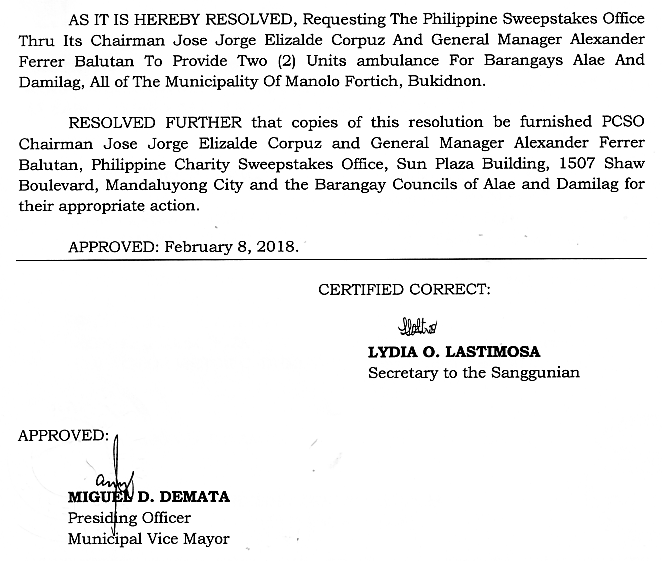 AS IT IS HEREBY RESOLVED, Requesting The Philippine Sweepstakes Office
Thru Its Chairman Jose Jorge Elizalde Corpuz And General Manager Alexander
Ferrer Balutan To Provide Two (2) Units ambulance For Barangays Alae And
Damilag, All of The Municipality Of Manolo Fortich, Bukidnon.
RESOLVED FURTHER that copies of this resolution be furnished PCSO
Chairman Jose Jorge Elizalde Corpuz and General Manager Alexander Ferrer
Balutan, Philippine Charity Sweepstakes Office, Sun Plaza Building, 1507 Shaw
Boulevard, Mandaluyong City and the Barangay Councils of Alae and Damilag for
their appropriate action.
APPROVED: February 8, 2018.
CERTIFIED CORRECT:
LYDIA O. LASTIMOSA
Secretary to the Sanggunian
APPROVED:
MIGUEL D. DEMATA
Presiding Officer
Municipal Vice Mayor